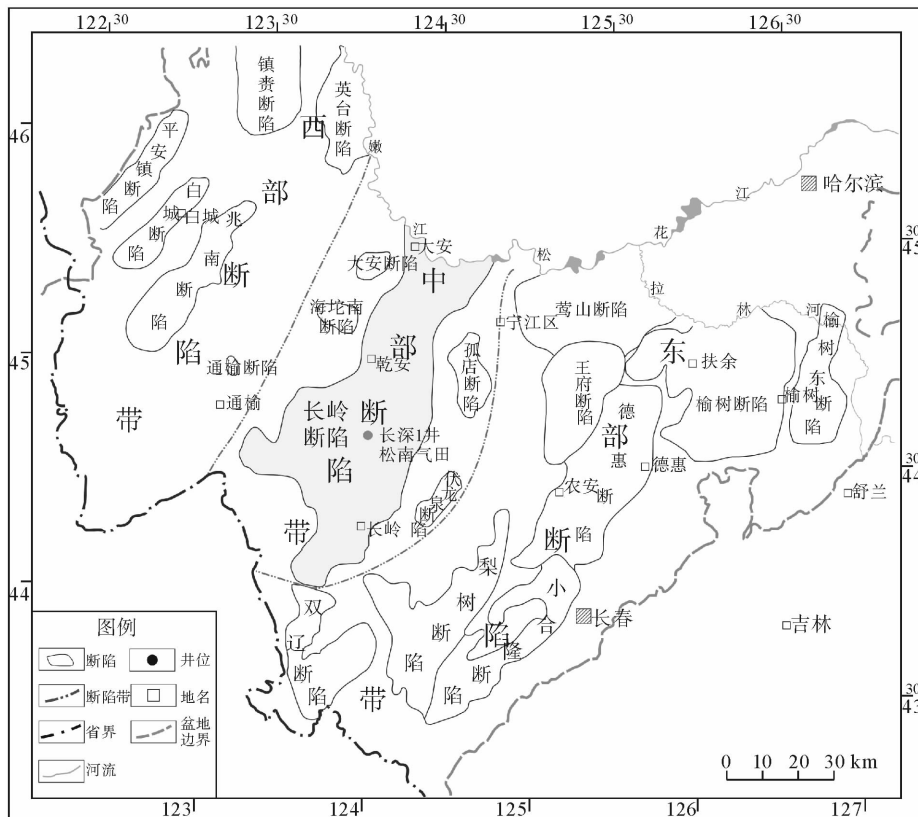 122 30
123 30
124 30
125 30
126 30
46
45
44
30
30
30
43
镇赉断陷
英台断陷
西部断陷带
嫩江
平安镇断陷
白城断陷
白城
兆南断陷
哈尔滨
松花江
拉林河
大安
大安断陷
海坨南断陷
中部断陷带
宁江区
莺山断陷
东部断陷带
扶余
榆树断陷
榆树
榆树东断陷
通榆断陷
通榆
乾安
孤店断陷
王府断陷
德惠断陷
长岭断陷
长深1井
松南气田
德惠
农安
舒兰
伏龙泉断陷
长岭
梨树断陷
小合隆断陷
长春
吉林
双辽断陷
图例
断陷
井位
断陷带
地名
省界
盆地边界
河流
0 10 20 30 km
123
124
125
126
127